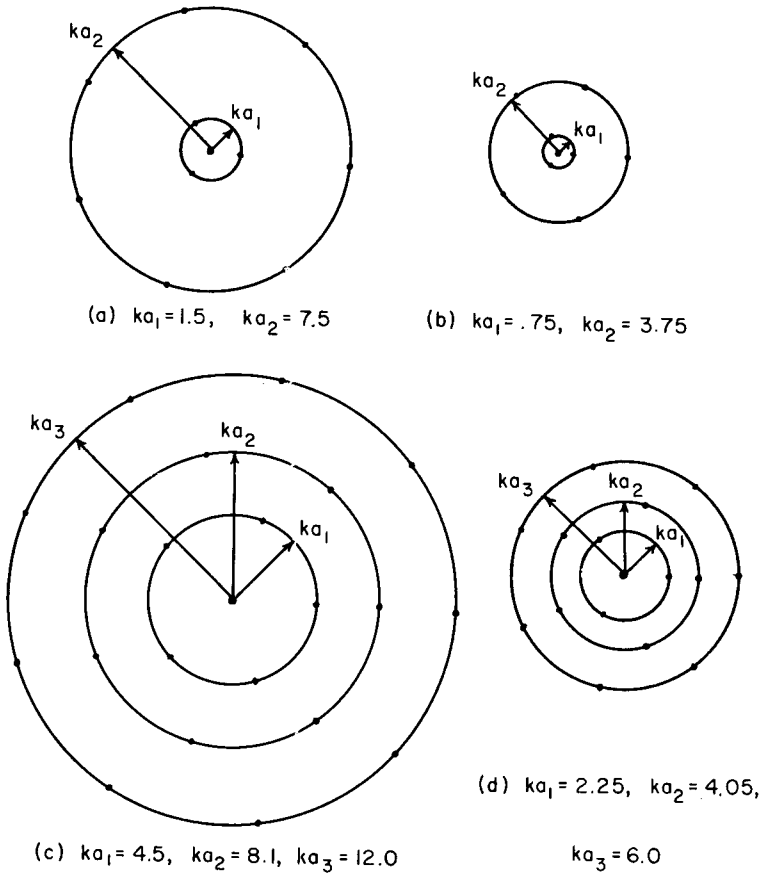 ka₂
ka₁
ka₂
ka₁
(a) ka₁=1.5, ka₂=7.5
(b) ka₁=.75, ka₂=3.75
ka₃
ka₂
ka₁
ka₃
ka₂
ka₁
(c) ka₁=4.5, ka₂=8.1, ka₃=12.0
(d) ka₁=2.25, ka₂=4.05,
ka₃=6.0